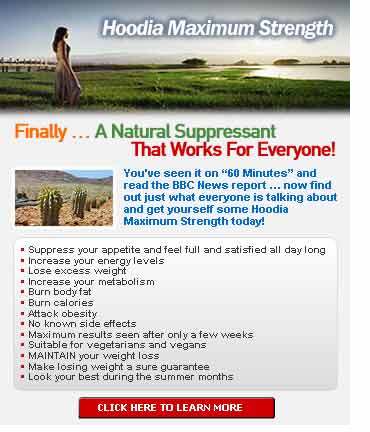 Hoodia Maximum Strength
Finally ... A Natural Suppressant
That Works For Everyone!
You've seen it on “60 Minutes” and
read the BBC News report ... now find
out just what everyone is talking about
and get yourself some Hoodia
Maximum Strength today!
Suppress your appetite and feel full and satisfied all day long
Increase your energy levels
Lose excess weight
Increase your metabolism
Burn body fat
Burn calories
Attack obesity
No known side effects
Maximum results seen after only a few weeks
Suitable for vegetarians and vegans
MAINTAIN your weight loss
Make losing weight a sure guarantee
Look your best during the summer months
CLICK HERE TO LEARN MORE